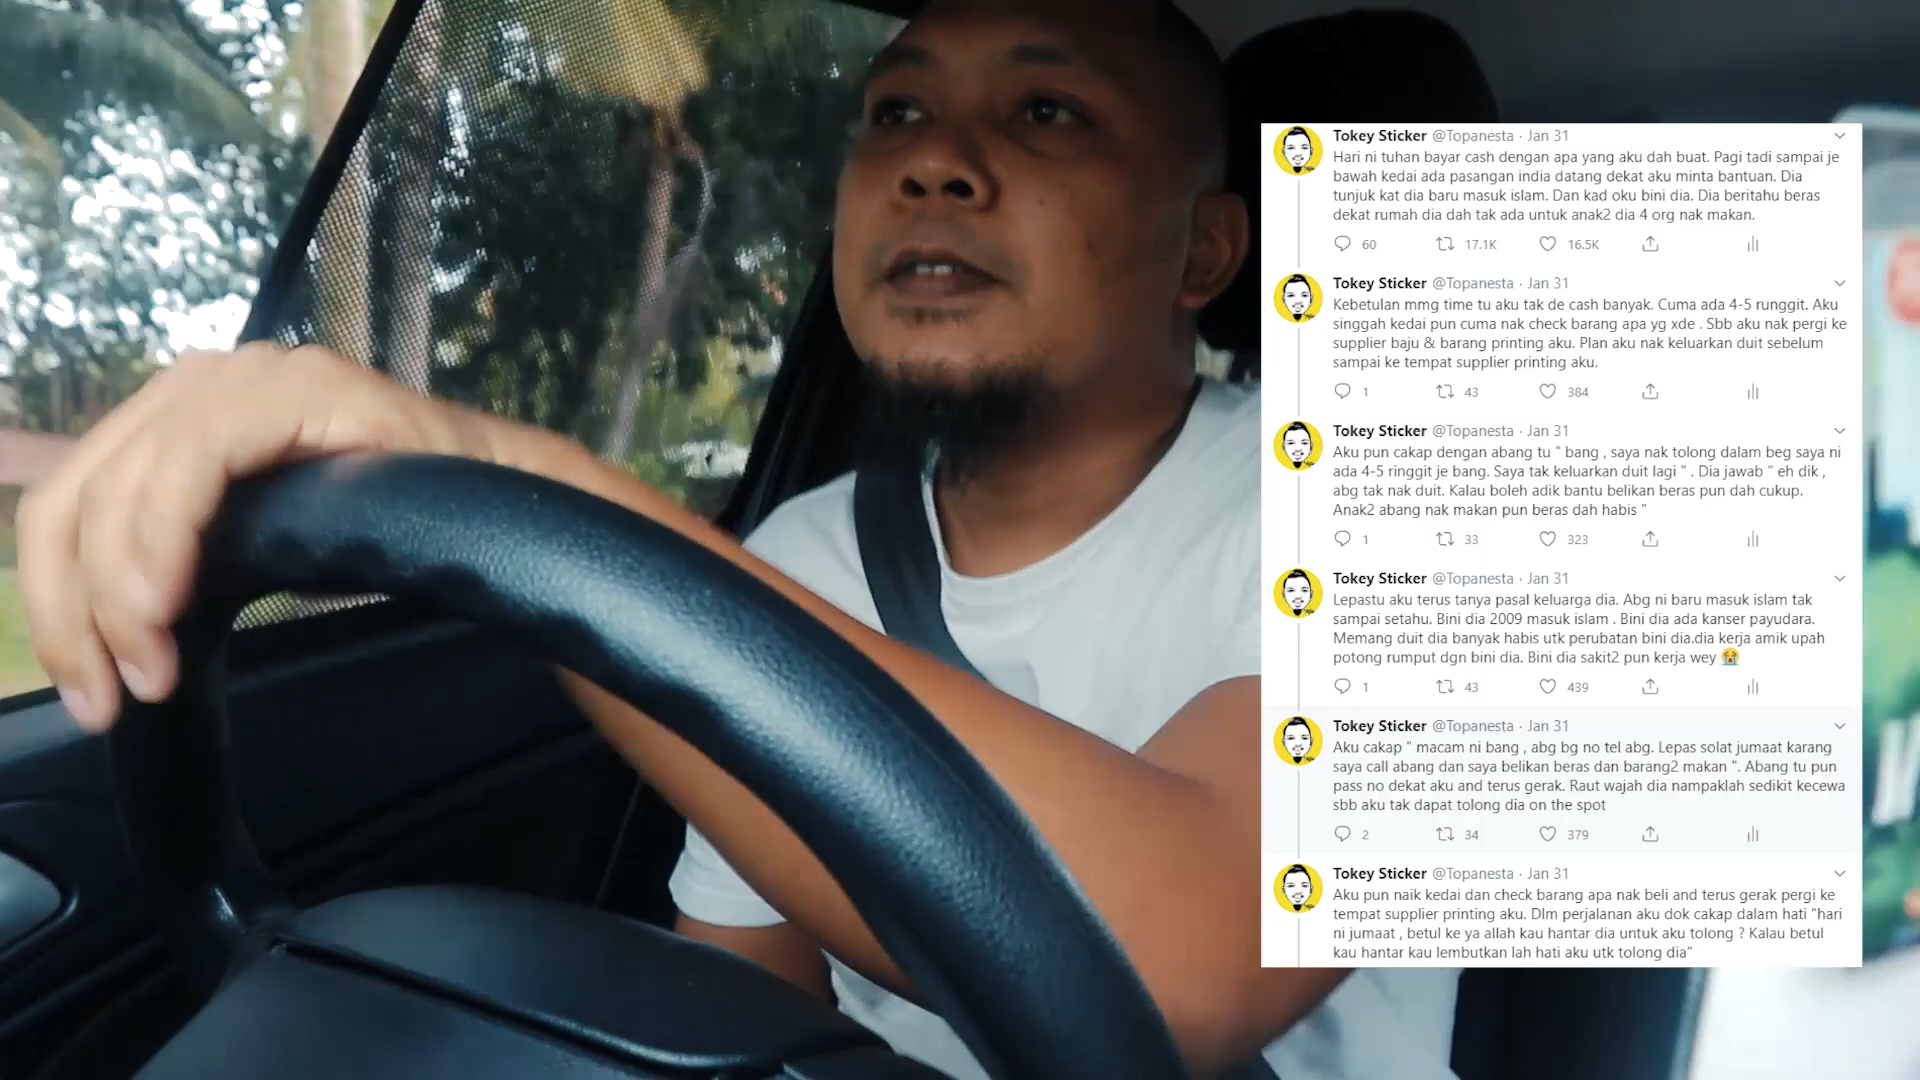 Tokey Sticker @Topanesta · Jan 31
Hari ni tuhan bayar cash dengan apa yang aku dah buat. Pagi tadi sampai je
bawah kedai ada pasangan india datang dekat aku minta bantuan. Dia
tunjuk kat dia baru masuk islam. Dan kad oku bini dia. Dia beritahu beras
dekat rumah dia dah tak ada untuk anak2 dia 4 org nak makan.
60 17.1K 16.5K
Tokey Sticker @Topanesta · Jan 31
Kebetulan mmg time tu aku tak de cash banyak. Cuma ada 4-5 runggit. Aku
singgah kedai pun cuma nak check barang apa yg xde . Sbb aku nak pergi ke
supplier baju & barang printing aku. Plan aku nak keluarkan duit sebelum
sampai ke tempat supplier printing aku.
1 43 384
Tokey Sticker @Topanesta · Jan 31
Aku pun cakap dengan abang tu " bang , saya nak tolong dalam beg saya ni
ada 4-5 ringgit je bang. Saya tak keluarkan duit lagi " . Dia jawab " eh dik ,
abg tak nak duit. Kalau boleh adik bantu belikan beras pun dah cukup.
Anak2 abang nak makan pun beras dah habis "
1 33 323
Tokey Sticker @Topanesta · Jan 31
Lepastu aku terus tanya pasal keluarga dia. Abg ni baru masuk islam tak
sampai setahu. Bini dia 2009 masuk islam . Bini dia ada kanser payudara.
Memang duit dia banyak habis utk perubatan bini dia.dia kerja amik upah
potong rumput dgn bini dia. Bini dia sakit2 pun kerja wey 😭
1 43 439
Tokey Sticker @Topanesta · Jan 31
Aku cakap " macam ni bang , abg bg no tel abg. Lepas solat jumaat karang
saya call abang dan saya belikan beras dan barang2 makan ". Abang tu pun
pass no dekat aku and terus gerak. Raut wajah dia nampaklah sedikit kecewa
sbb aku tak dapat tolong dia on the spot
2 34 379
Tokey Sticker @Topanesta · Jan 31
Aku pun naik kedai dan check barang apa nak beli and terus gerak pergi ke
tempat supplier printing aku. Dlm perjalanan aku dok cakap dalam hati "hari
ni jumaat , betul ke ya allah kau hantar dia untuk aku tolong ? Kalau betul
kau hantar kau lembutkan lah hati aku utk tolong dia"